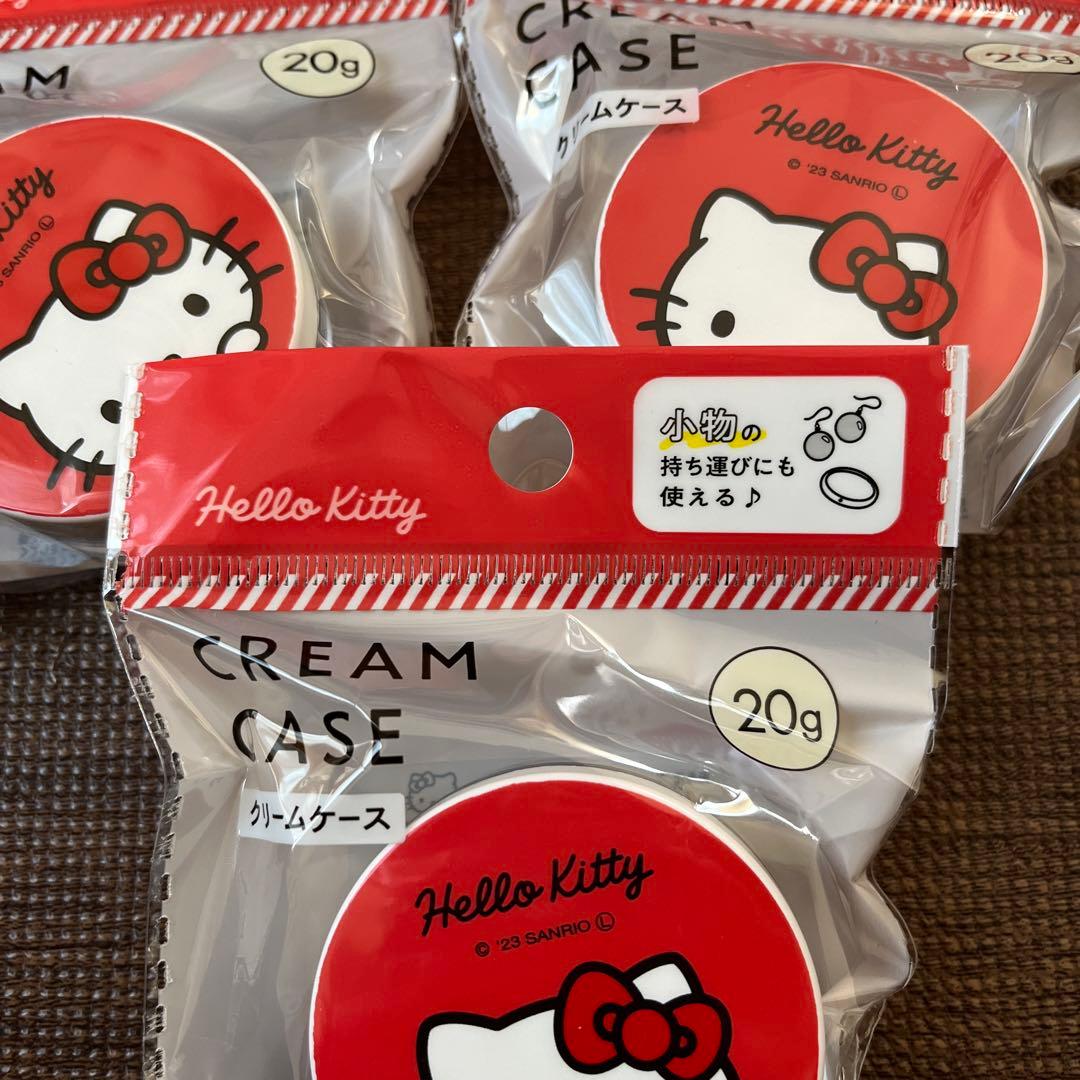 AM
20g
Kitty
SANRIO Ⓛ
CREAM
CASE
クリームケース
20g
Hello Kitty
© '23 SANRIO Ⓛ
Hello Kitty
小物の
持ち運びにも
使える♪
CREAM
CASE
クリームケース
20g
Hello Kitty
© '23 SANRIO Ⓛ